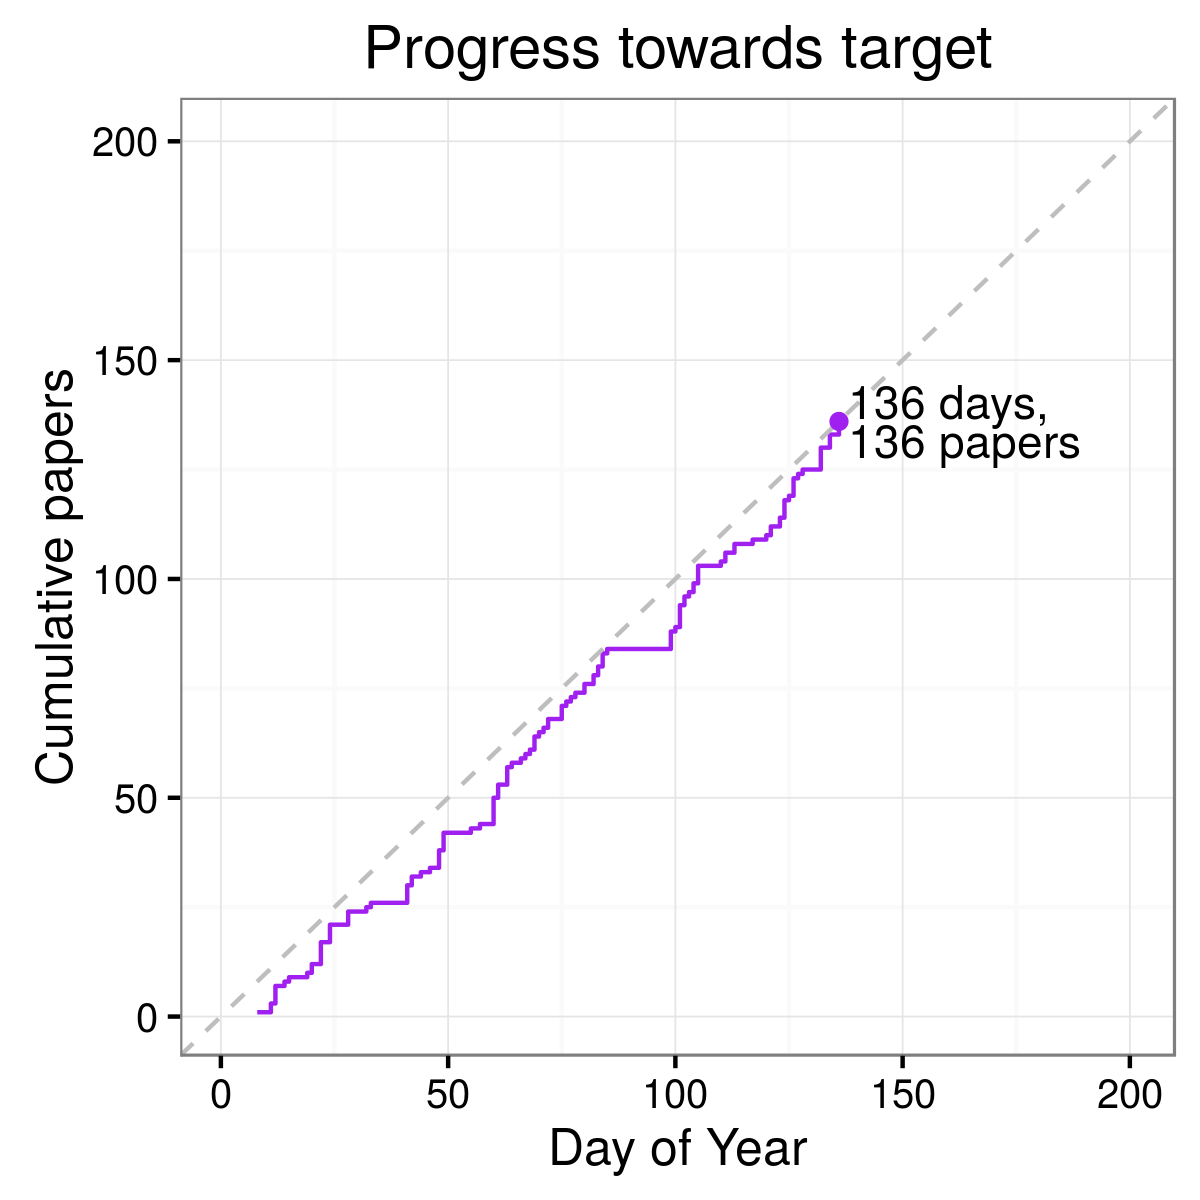 Progress towards target
200
150
100
50
0
Cumulative papers
136 days,
136 papers
0 50 100 150 200
Day of Year